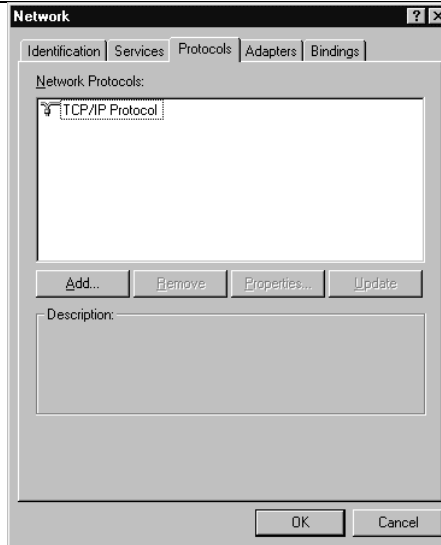 Network
Identification Services Protocols Adapters Bindings
Network Protocols:
TCP/IP Protocol
Add... Remove Properties... Update
Description:
OK Cancel